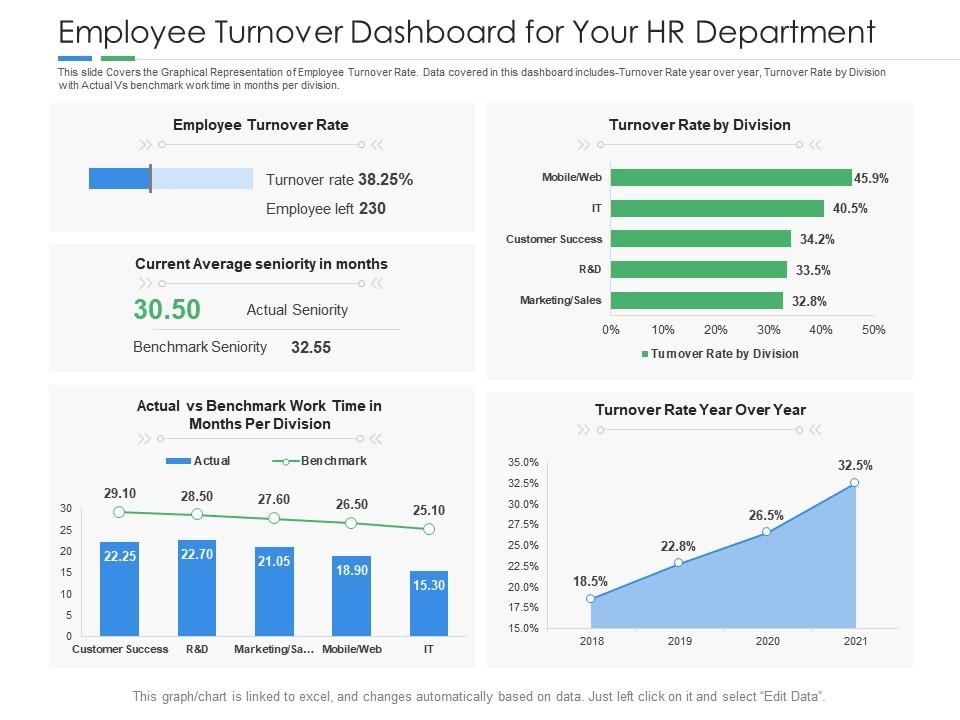 Employee Turnover Dashboard for Your HR Department
This slide Covers the Graphical Representation of Employee Turnover Rate. Data covered in this dashboard includes-Turnover Rate year over year, Turnover Rate by Division
with Actual Vs benchmark work time in months per division.
Employee Turnover Rate
Turnover rate 38.25%
Employee left 230
Current Average seniority in months
30.50 Actual Seniority
Benchmark Seniority 32.55
Actual vs Benchmark Work Time in
Months Per Division
Actual Benchmark
29.10 28.50 27.60 26.50 25.10
30
25
20
15
10
5
0
22.25 22.70 21.05 18.90 15.30
Customer Success R&D Marketing/Sa... Mobile/Web IT
Turnover Rate by Division
Mobile/Web 45.9%
IT 40.5%
Customer Success 34.2%
R&D 33.5%
Marketing/Sales 32.8%
0% 10% 20% 30% 40% 50%
Turnover Rate by Division
Turnover Rate Year Over Year
35.0%
32.5%
30.0%
27.5%
25.0%
22.5%
20.0%
17.5%
15.0%
18.5% 22.8% 26.5% 32.5%
2018 2019 2020 2021
This graph/chart is linked to excel, and changes automatically based on data. Just left click on it and select “Edit Data”.